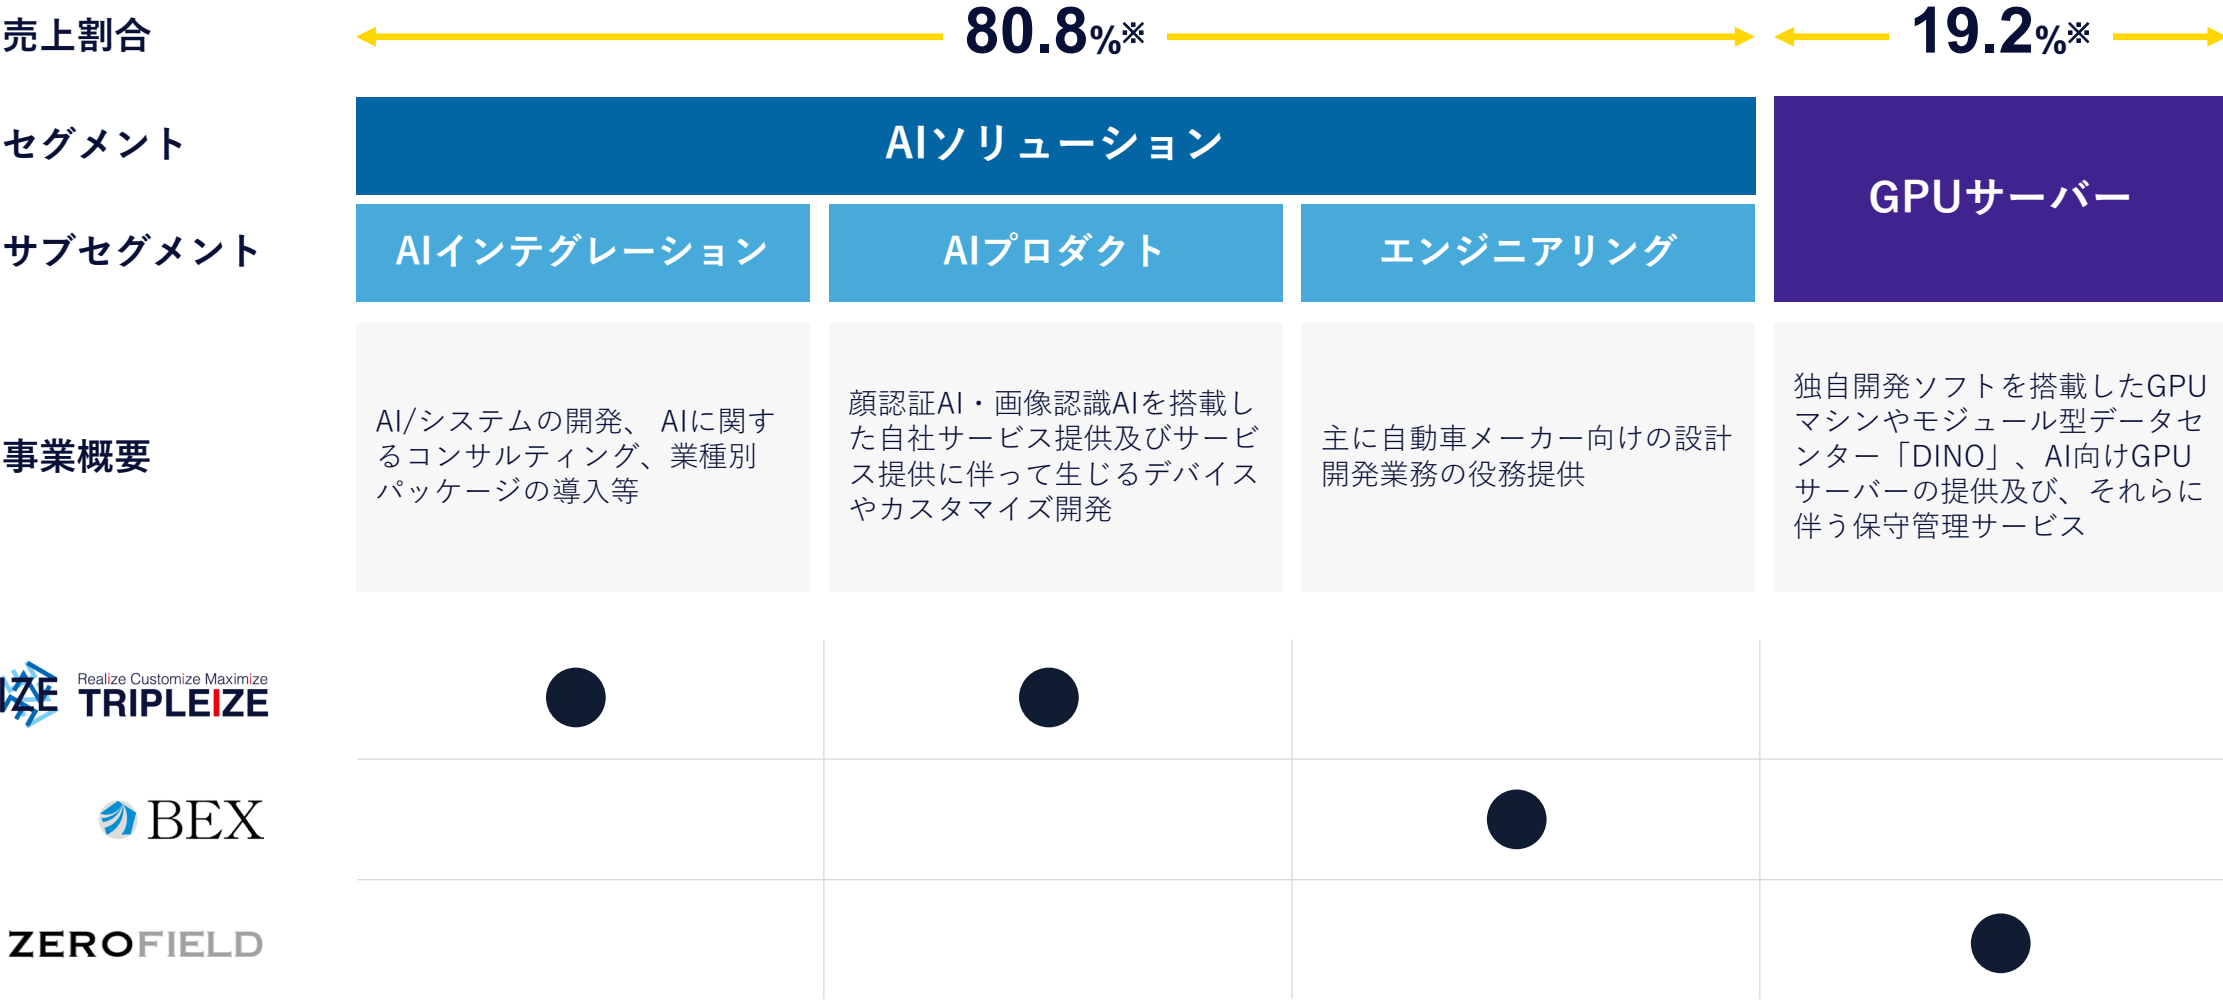 売上割合
80.8%※
19.2%※
セグメント
AIソリューション
GPUサーバー
サブセグメント
AIインテグレーション
AIプロダクト
エンジニアリング
事業概要
AI/システムの開発、 AIに関す
るコンサルティング、業種別
パッケージの導入等
顔認証AI・画像認識AIを搭載し
た自社サービス提供及びサービ
ス提供に伴って生じるデバイス
やカスタマイズ開発
主に自動車メーカー向けの設計
開発業務の役務提供
独自開発ソフトを搭載したGPU
マシンやモジュール型データセ
ンター「DINO」、AI向けGPU
サーバーの提供及び、それらに
伴う保守管理サービス
IZE
Realize Customize Maximize
TRIPLEIZE
BEX
ZEROFIELD